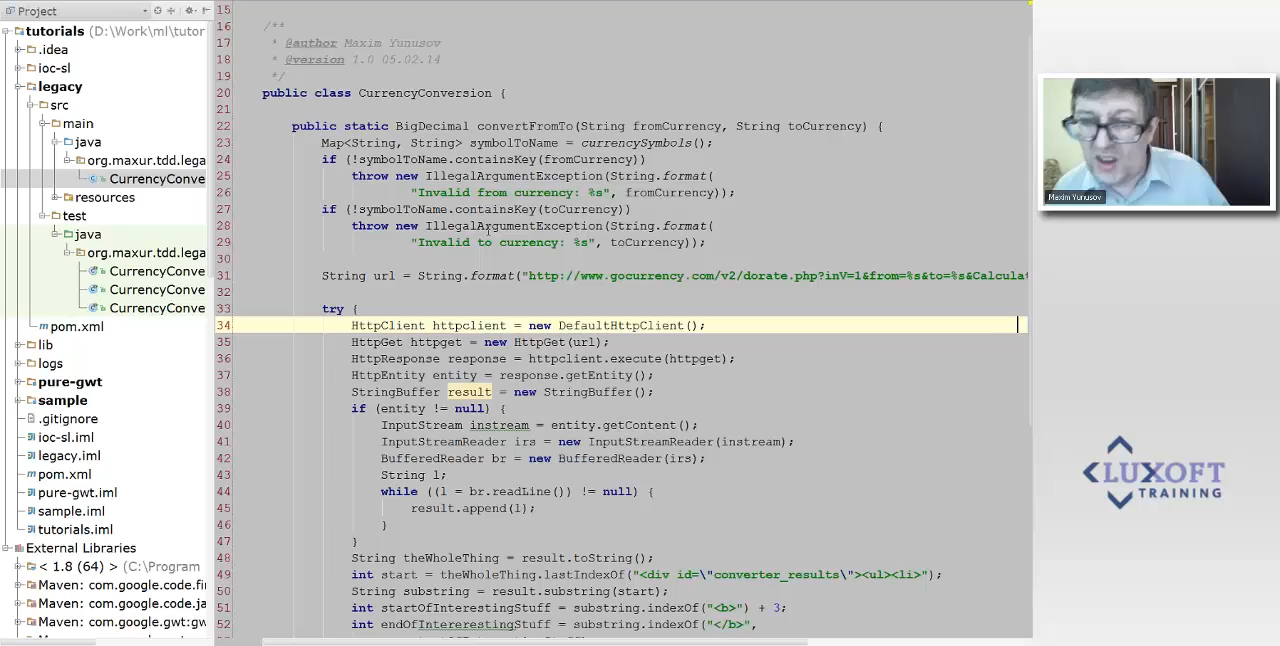 Project
tutorials (D:\Work\ml\tutor
.idea
ioc-sl
legacy
src
main
java
org.maxur.tdd.lega
CurrencyConve
resources
test
java
org.maxur.tdd.lega
CurrencyConve
CurrencyConve
CurrencyConve
pom.xml
lib
logs
pure-gwt
sample
.gitignore
ioc-sl.iml
legacy.iml
pom.xml
pure-gwt.iml
sample.iml
tutorials.iml
External Libraries
< 1.8 (64) > (C:\Program
Maven: com.google.code.fi
Maven: com.google.code.ja
Maven: com.google.gwt:gw
15
16 /**
17 * @author Maxim Yunusov
18 * @version 1.0 05.02.14
19 */
20 public class CurrencyConversion {
21
22 public static BigDecimal convertFromTo(String fromCurrency, String toCurrency) {
23 Map<String, String> symbolToName = currencySymbols();
24 if (!symbolToName.containsKey(fromCurrency))
25 throw new IllegalArgumentException(String.format(
26 "Invalid from currency: %s", fromCurrency));
27 if (!symbolToName.containsKey(toCurrency))
28 throw new IllegalArgumentException(String.format(
29 "Invalid to currency: %s", toCurrency));
30
31 String url = String.format("http://www.gocurrency.com/v2/dorate.php?inV=1&from=%s&to=%s&Calcula
32
33 try {
34 HttpClient httpclient = new DefaultHttpClient();
35 HttpGet httpget = new HttpGet(url);
36 HttpResponse response = httpclient.execute(httpget);
37 HttpEntity entity = response.getEntity();
38 StringBuffer result = new StringBuffer();
39 if (entity != null) {
40 InputStream instream = entity.getContent();
41 InputStreamReader irs = new InputStreamReader(instream);
42 BufferedReader br = new BufferedReader(irs);
43 String l;
44 while ((l = br.readLine()) != null) {
45 result.append(l);
46 }
47 }
48 String theWholeThing = result.toString();
49 int start = theWholeThing.lastIndexOf("<div id=\"converter_results\"><ul><li>");
50 String substring = result.substring(start);
51 int startOfInterestingStuff = substring.indexOf("<b>") + 3;
52 int endOfIntererestingStuff = substring.indexOf("</b>",
Maxim Yunusov
LUXOFT
TRAINING